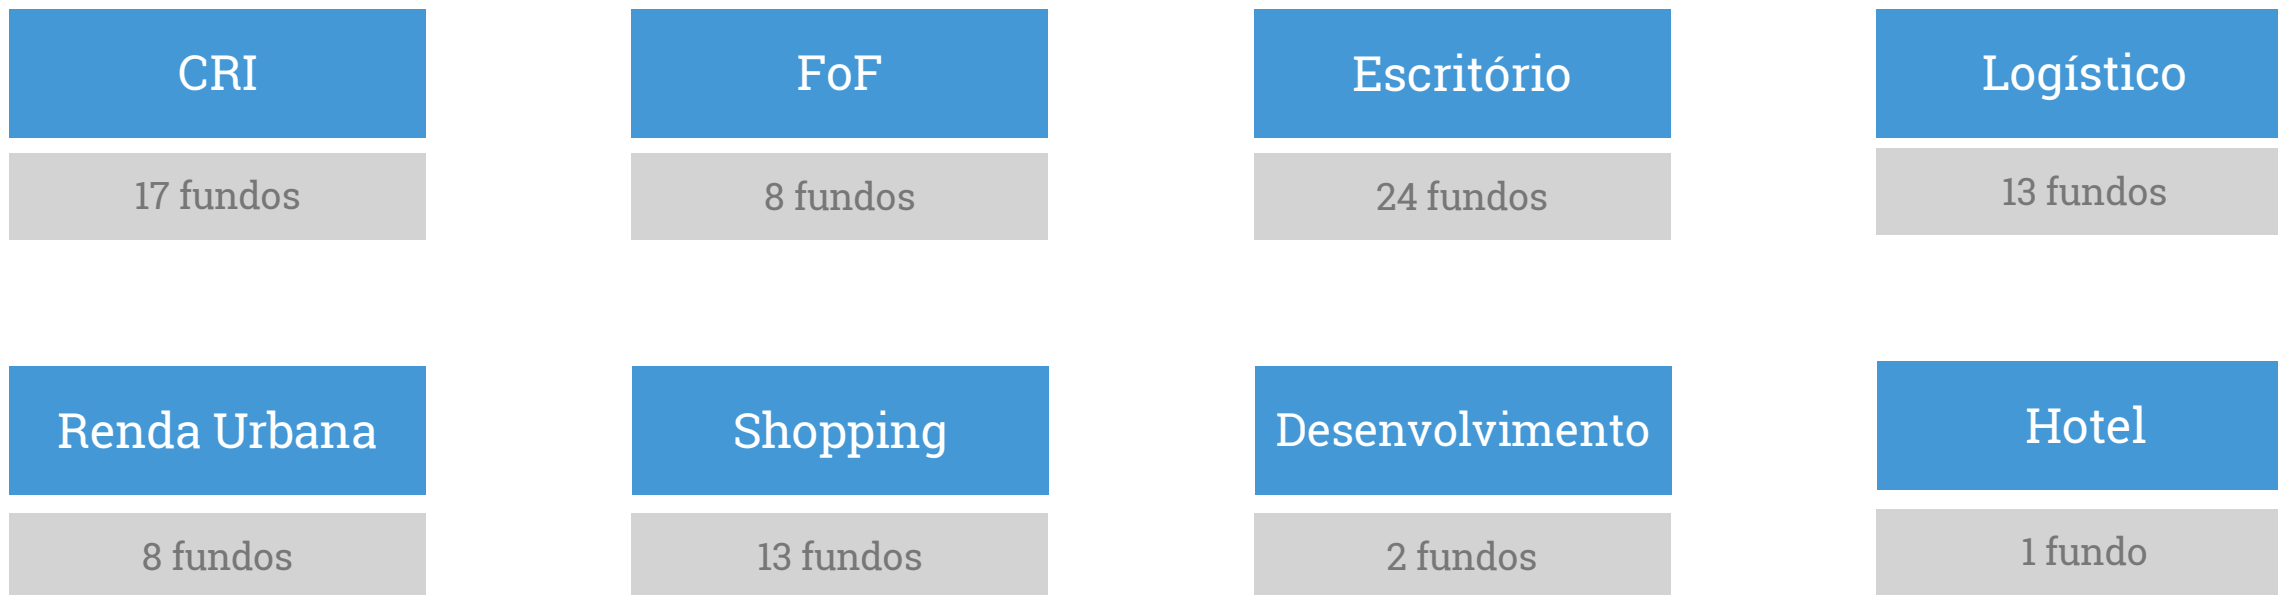 CRI
17 fundos
FoF
8 fundos
Escritório
24 fundos
Logístico
13 fundos
Renda Urbana
8 fundos
Shopping
13 fundos
Desenvolvimento
2 fundos
Hotel
1 fundo